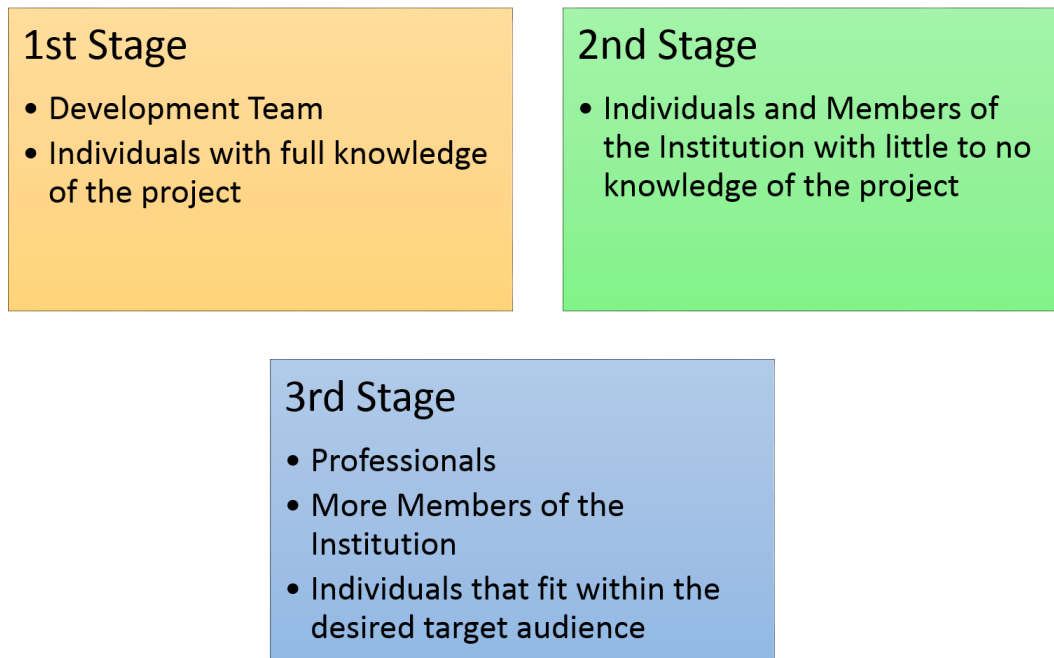 1st Stage
• Development Team
• Individuals with full knowledge
of the project
2nd Stage
• Individuals and Members of
the Institution with little to no
knowledge of the project
3rd Stage
• Professionals
• More Members of the
Institution
• Individuals that fit within the
desired target audience